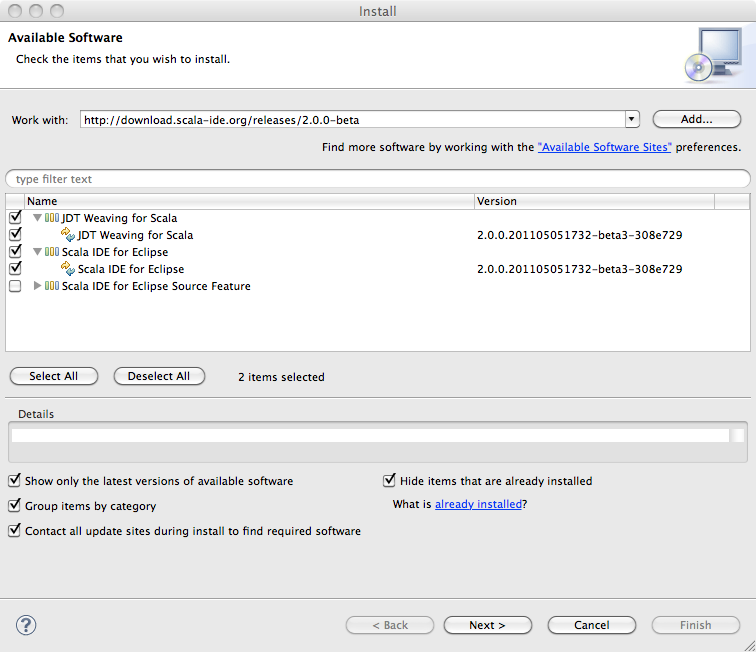 Install
Available Software
Check the items that you wish to install.
Work with: http://download.scala-ide.org/releases/2.0.0-beta Add...
Find more software by working with the "Available Software Sites" preferences.
type filter text
Name Version
JDT Weaving for Scala
JDT Weaving for Scala 2.0.0.201105051732-beta3-308e729
Scala IDE for Eclipse
Scala IDE for Eclipse 2.0.0.201105051732-beta3-308e729
Scala IDE for Eclipse Source Feature
Select All Deselect All 2 items selected
Details
Show only the latest versions of available software Hide items that are already installed
Group items by category What is already installed?
Contact all update sites during install to find required software
? < Back Next > Cancel Finish